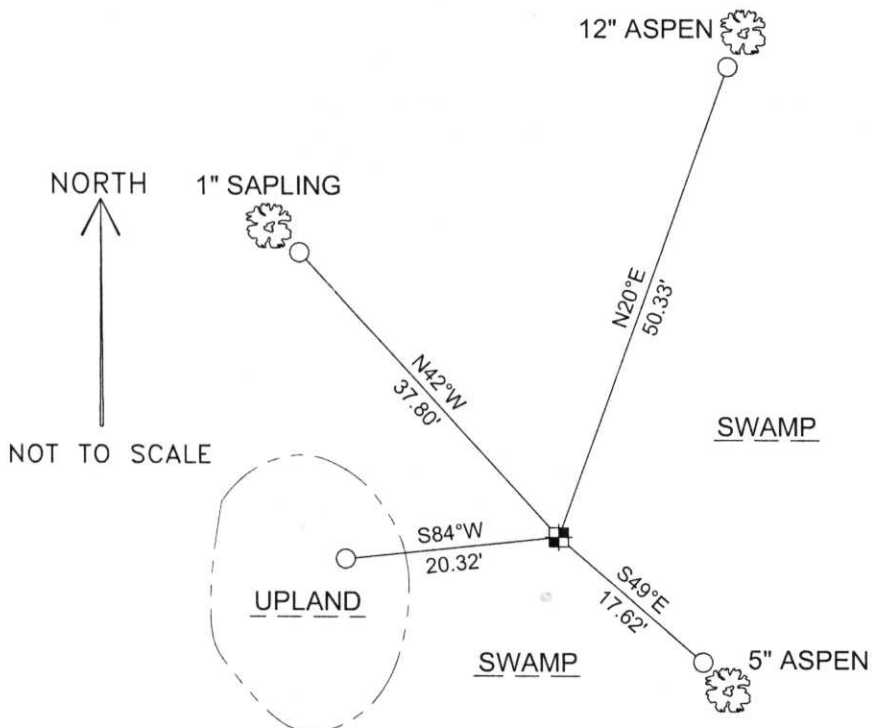 12" ASPEN
NORTH
1" SAPLING
N20°E
50.33'
N42°W
37.80'
SWAMP
NOT TO SCALE
S84°W
20.32'
S49°E
17.62'
UPLAND
SWAMP
5" ASPEN